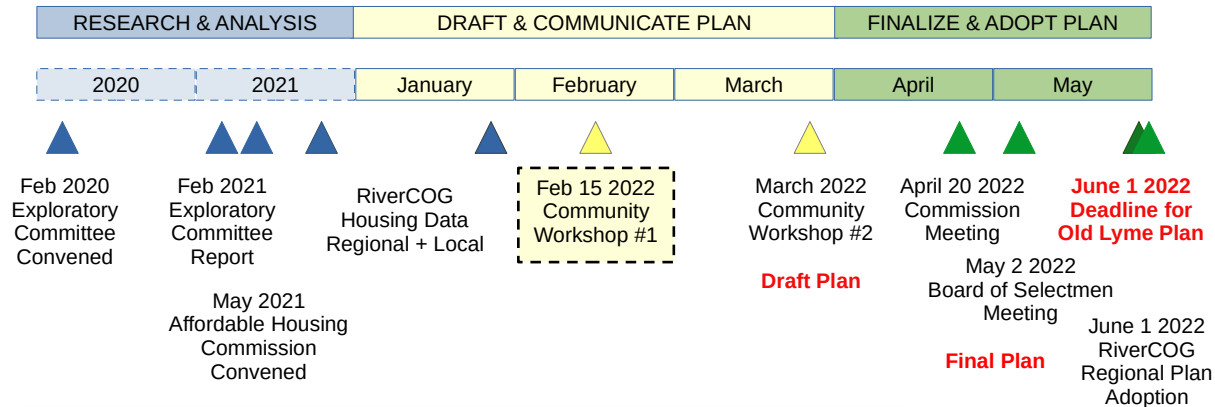 RESEARCH & ANALYSIS
DRAFT & COMMUNICATE PLAN
FINALIZE & ADOPT PLAN
2020
2021
January
February
March
April
May
Feb 2020
Exploratory
Committee
Convened
Feb 2021
Exploratory
Committee
Report
May 2021
Affordable Housing
Commission
Convened
RiverCOG
Housing Data
Regional + Local
Feb 15 2022
Community
Workshop #1
March 2022
Community
Workshop #2
Draft Plan
April 20 2022
Commission
Meeting
May 2 2022
Board of Selectmen
Meeting
Final Plan
June 1 2022
Deadline for
Old Lyme Plan
June 1 2022
RiverCOG
Regional Plan
Adoption